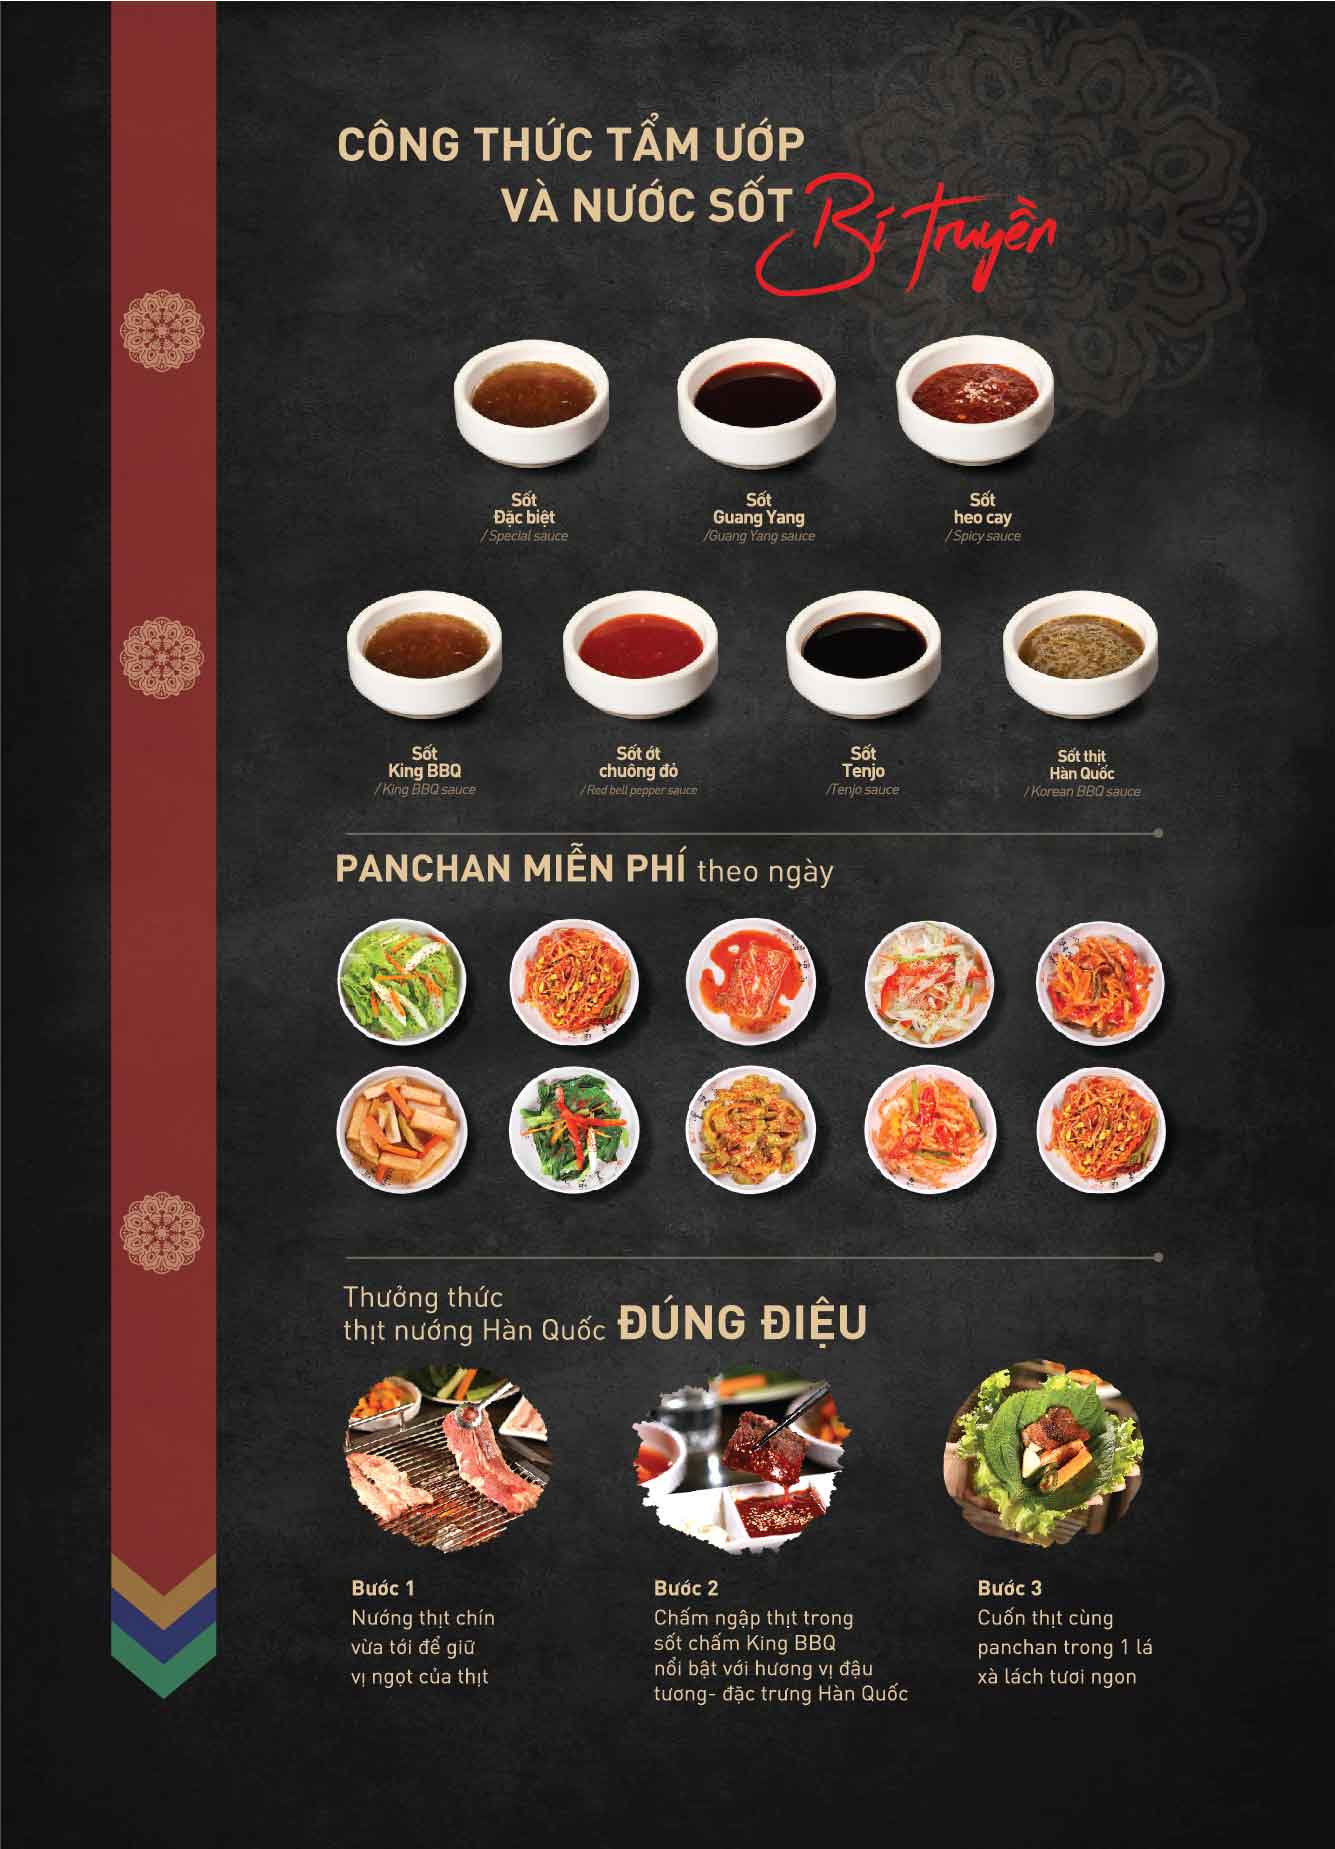 CÔNG THỨC TẨM ƯỚP
VÀ NƯỚC SỐT Bí truyền
Sốt
Đặc biệt
/ Special sauce
Sốt
Guang Yang
/Guang Yang sauce
Sốt
heo cay
/ Spicy sauce
Sốt
King BBQ
/ King BBQ sauce
Sốt ớt
chuông đỏ
/ Red bell pepper sauce
Sốt
Tenjo
/Tenjo sauce
Sốt thịt
Hàn Quốc
/ Korean BBQ sauce
PANCHAN MIỄN PHÍ theo ngày
Thưởng thức
thịt nướng Hàn Quốc ĐÚNG ĐIỆU
Bước 1
Nướng thịt chín
vừa tới để giữ
vị ngọt của thịt
Bước 2
Chấm ngập thịt trong
sốt chấm King BBQ
nổi bật với hương vị đậu
tương- đặc trưng Hàn Quốc
Bước 3
Cuốn thịt cùng
panchan trong 1 lá
xà lách tươi ngon